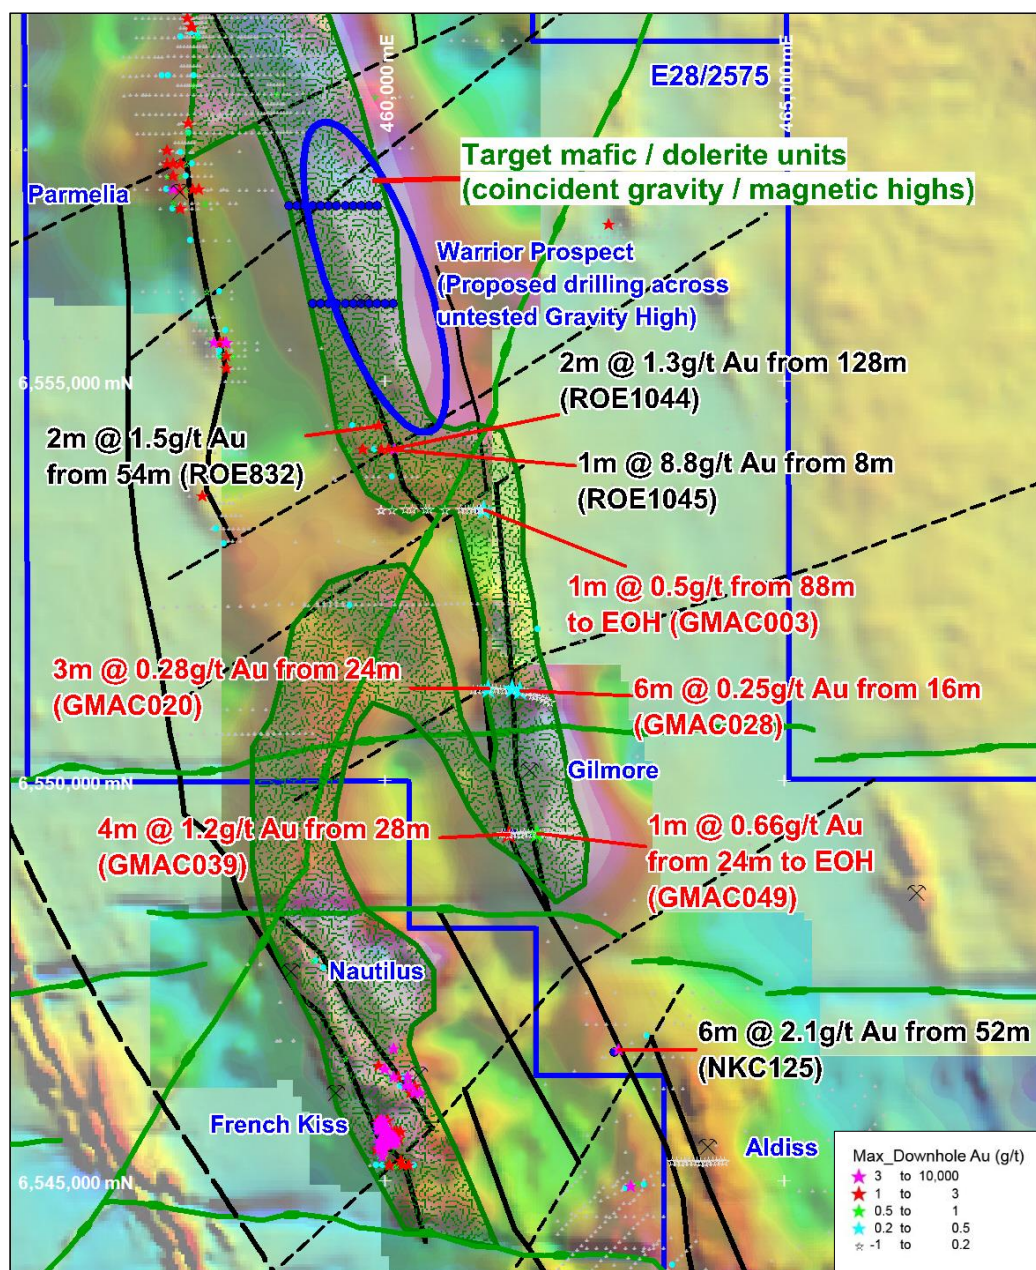 460,000 mE
465,000 mE
E28/2575
Target mafic / dolerite units
(coincident gravity / magnetic highs)
Parmelia
Warrior Prospect
(Proposed drilling across
untested Gravity High)
6,555,000 mN
2m @ 1.3g/t Au from 128m
(ROE1044)
2m @ 1.5g/t Au
from 54m (ROE832)
1m @ 8.8g/t Au from 8m
(ROE1045)
1m @ 0.5g/t from 88m
to EOH (GMAC003)
3m @ 0.28g/t Au from 24m
(GMAC020)
6m @ 0.25g/t Au from 16m
(GMAC028)
Gilmore
6,550,000 mN
4m @ 1.2g/t Au from 28m
(GMAC039)
1m @ 0.66g/t Au
from 24m to EOH
(GMAC049)
Nautilus
6m @ 2.1g/t Au from 52m
(NKC125)
French Kiss
Aldiss
6,545,000 mN
Max_Downhole Au (g/t)
3 to 10,000
1 to 3
0.5 to 1
0.2 to 0.5
-1 to 0.2